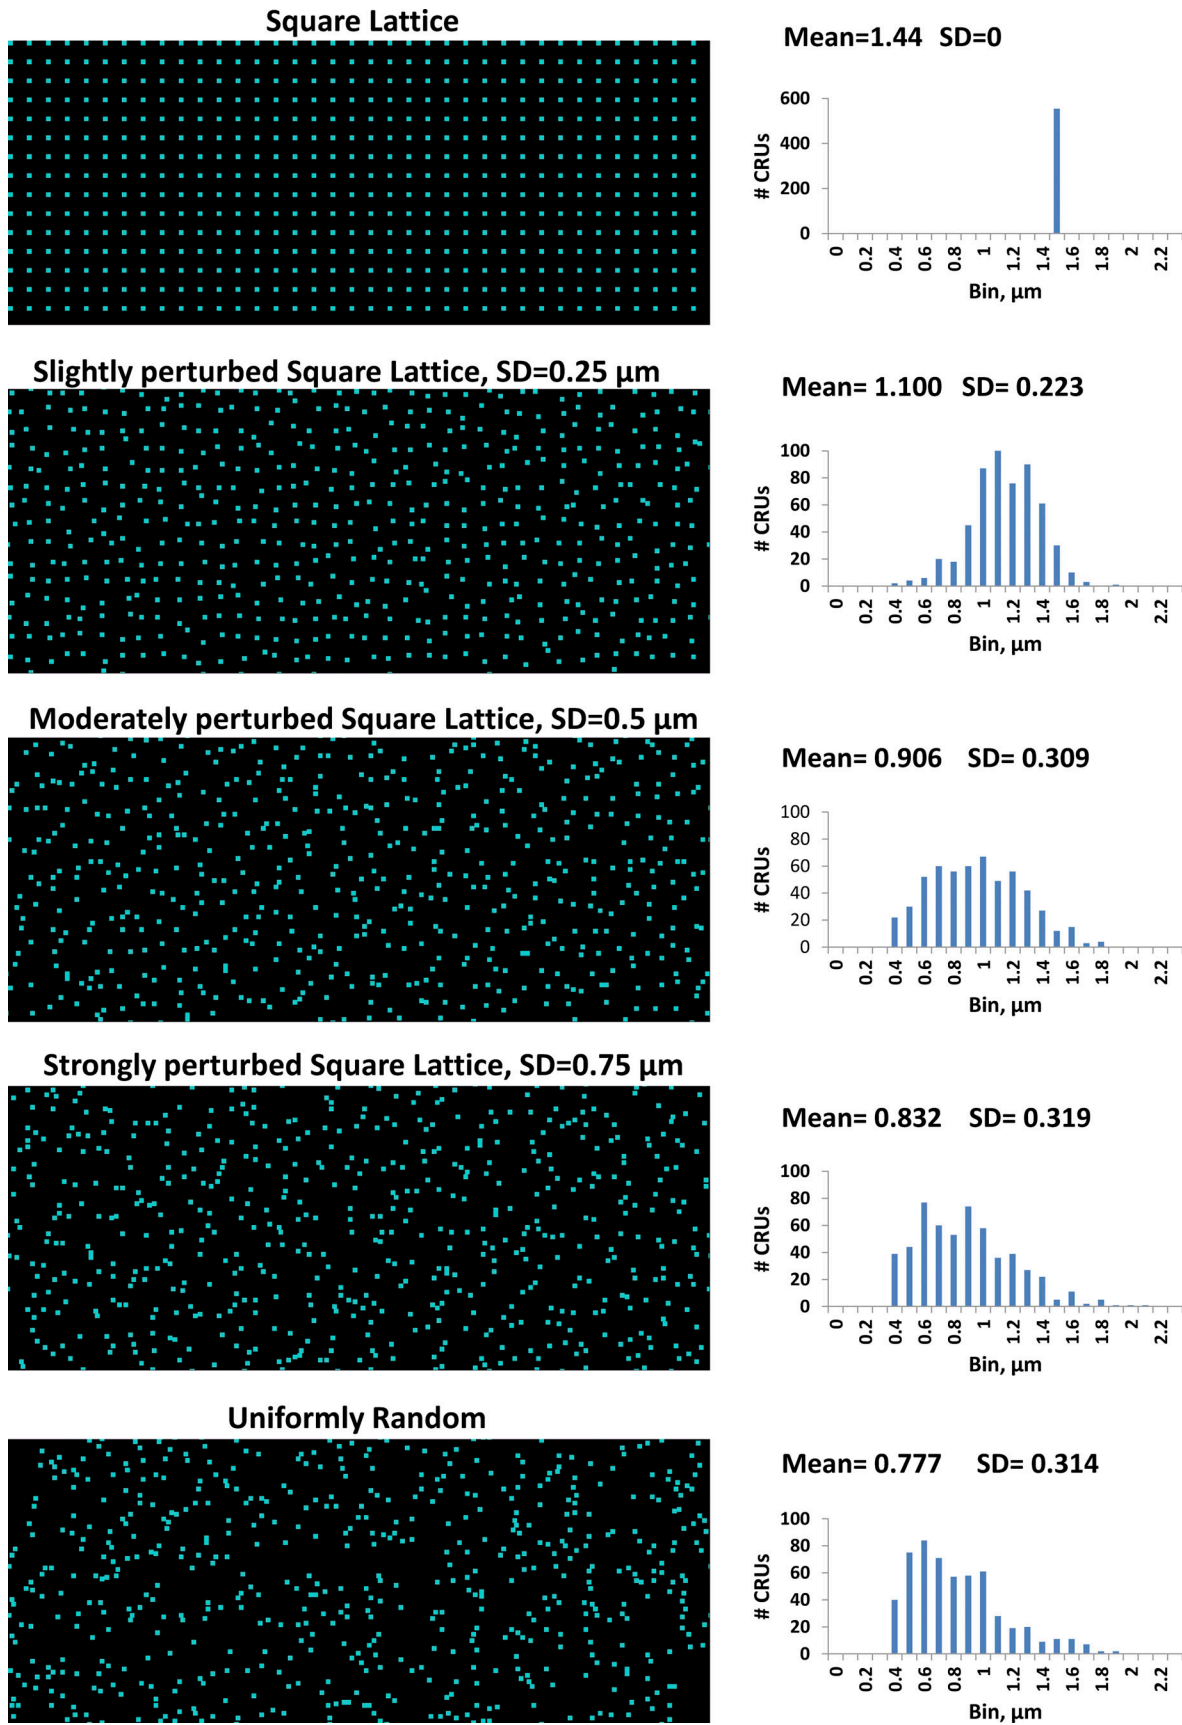 Square Lattice
Mean=1.44 SD=0
600
400
200
0
# CRUs
0 0.2 0.4 0.6 0.8 1 1.2 1.4 1.6 1.8 2 2.2
Bin, µm
Slightly perturbed Square Lattice, SD=0.25 µm
Mean= 1.100 SD= 0.223
100
80
60
40
20
0
# CRUs
0 0.2 0.4 0.6 0.8 1 1.2 1.4 1.6 1.8 2 2.2
Bin, µm
Moderately perturbed Square Lattice, SD=0.5 µm
Mean= 0.906 SD= 0.309
100
80
60
40
20
0
# CRUs
0 0.2 0.4 0.6 0.8 1 1.2 1.4 1.6 1.8 2 2.2
Bin, µm
Strongly perturbed Square Lattice, SD=0.75 µm
Mean= 0.832 SD= 0.319
100
80
60
40
20
0
# CRUs
0 0.2 0.4 0.6 0.8 1 1.2 1.4 1.6 1.8 2 2.2
Bin, µm
Uniformly Random
Mean= 0.777 SD= 0.314
100
80
60
40
20
0
# CRUs
0 0.2 0.4 0.6 0.8 1 1.2 1.4 1.6 1.8 2 2.2
Bin, µm